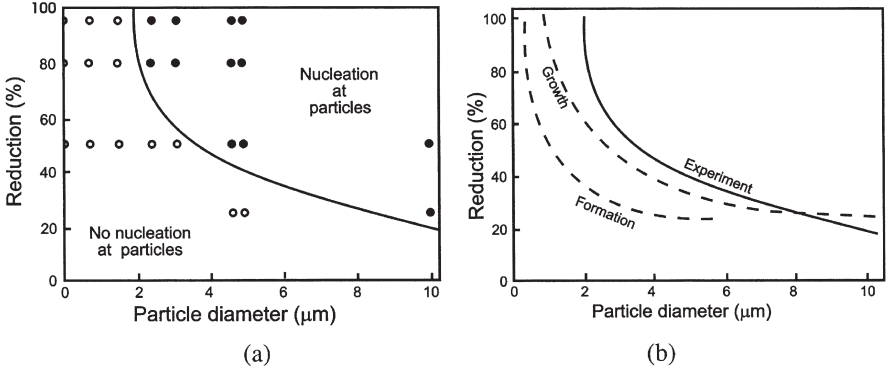 100
80
60
40
20
0
Reduction (%)
Nucleation
at
particles
No nucleation
at particles
0 2 4 6 8 10
Particle diameter (μm)
(a)
100
80
60
40
20
0
Reduction (%)
Growth
Experiment
Formation
0 2 4 6 8 10
Particle diameter (μm)
(b)